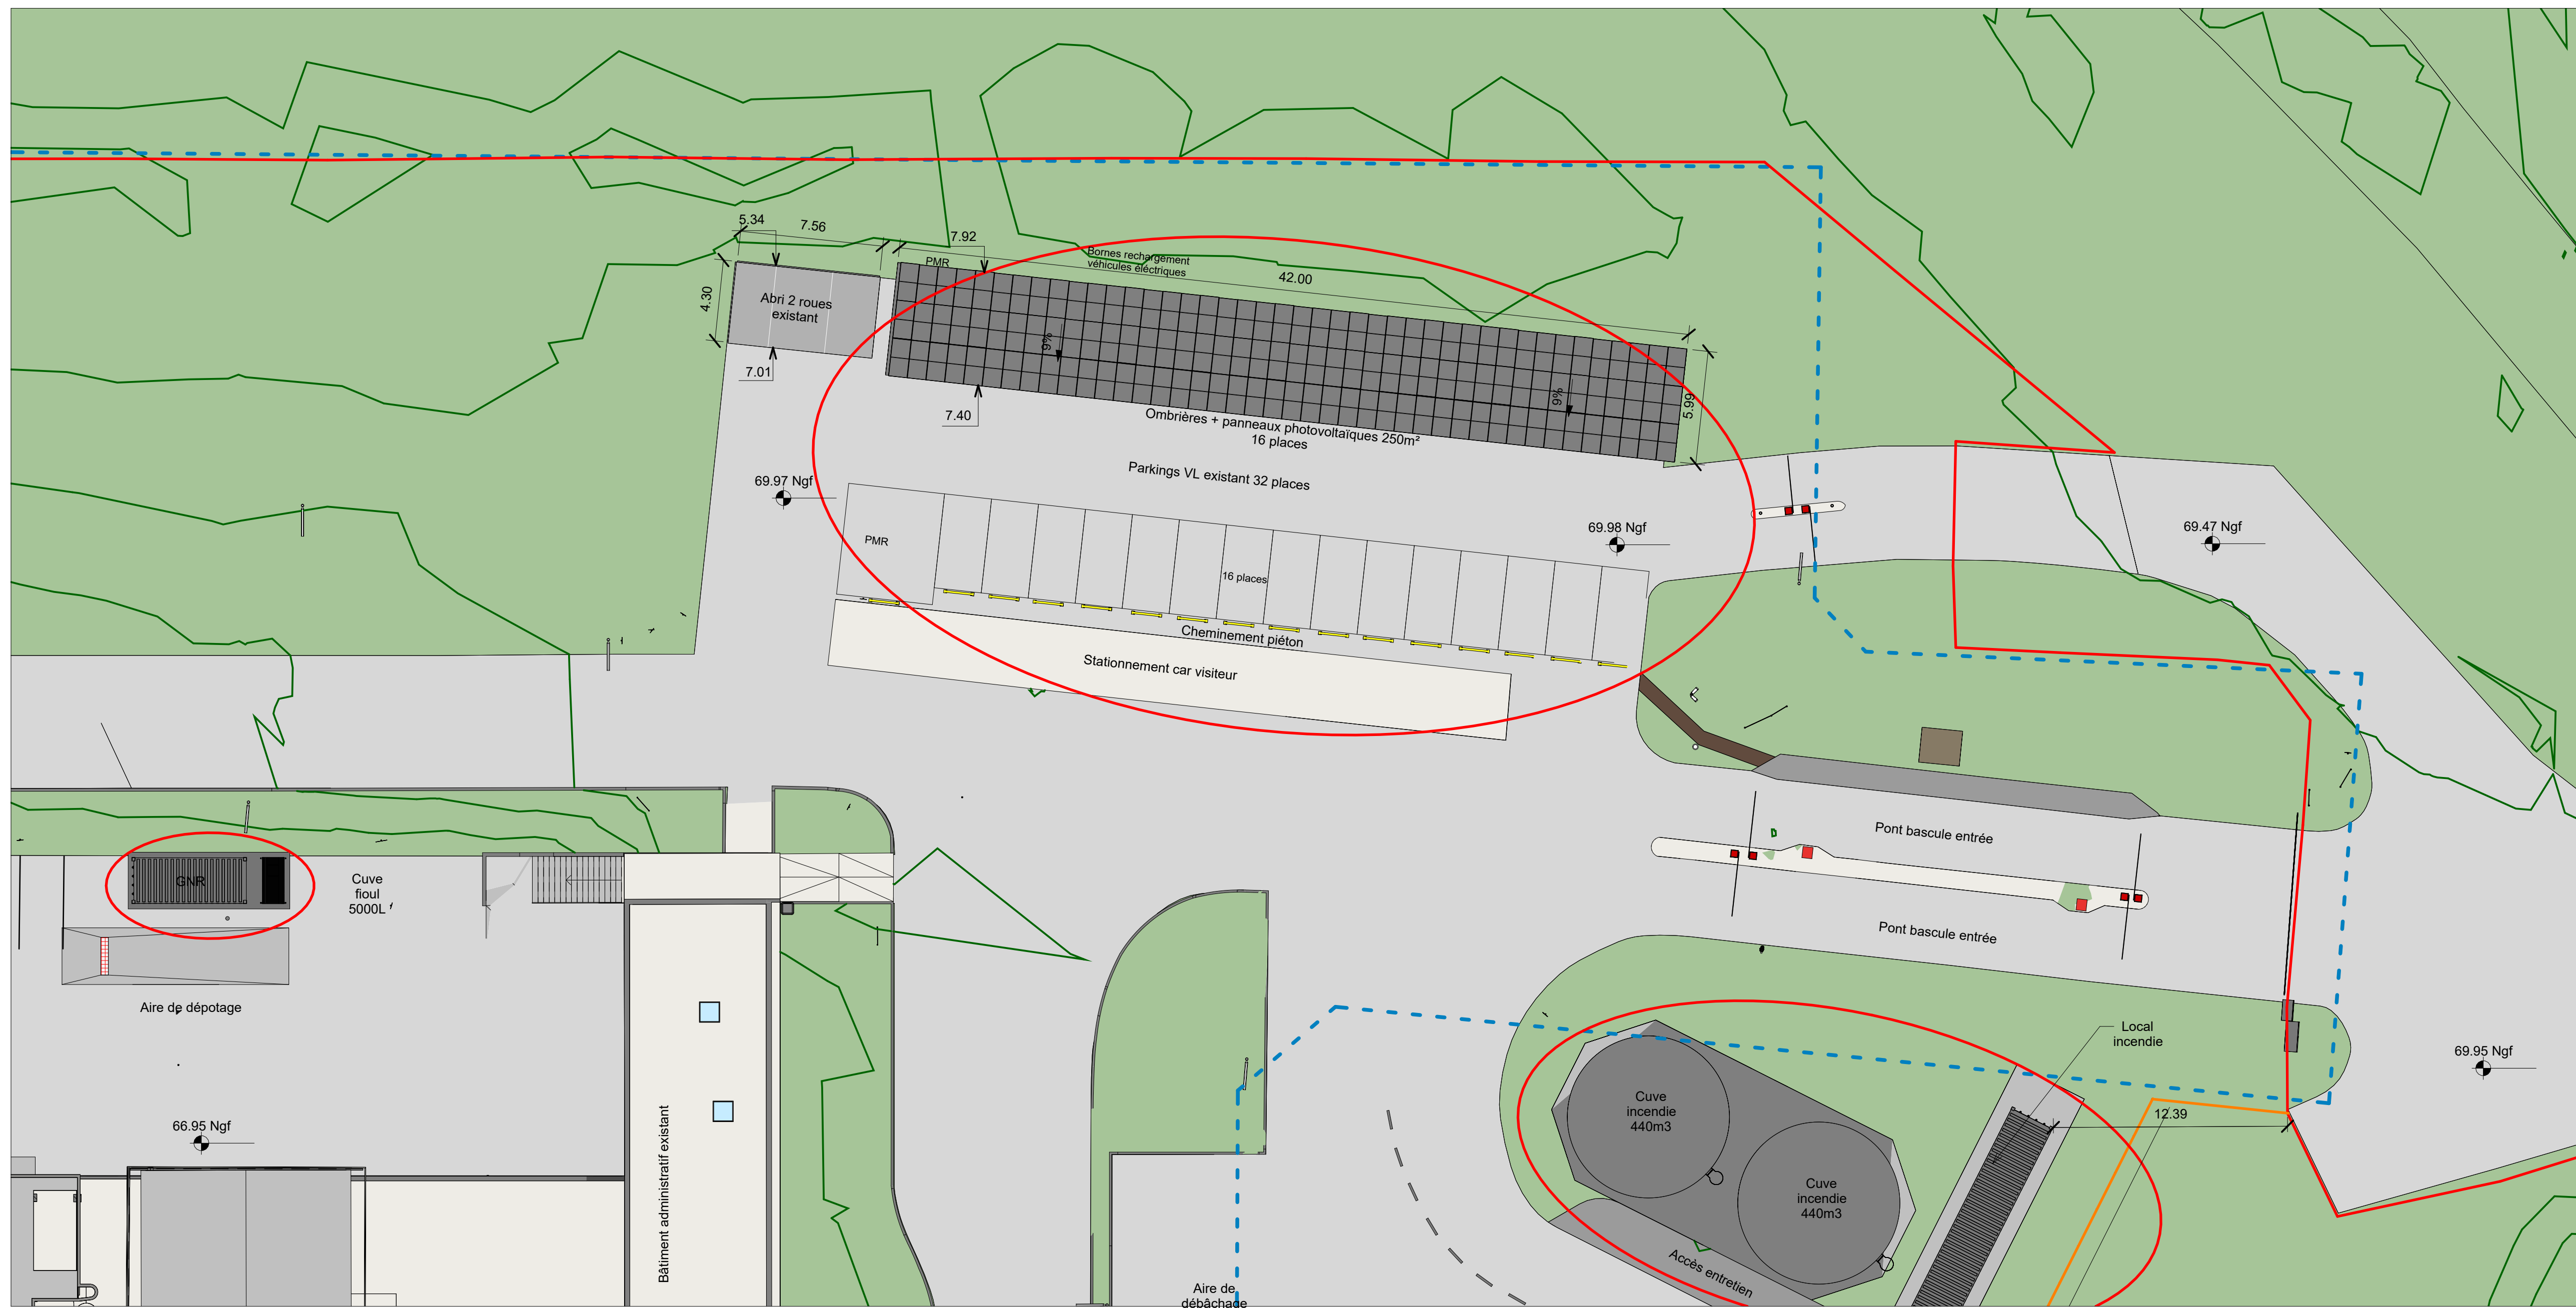 5.34
7.56
7.92
PMR
Bornes rechargement
véhicules électriques
42.00
4.30
Abri 2 roues
existant
9%
9%
5.99
7.01
7.40
Ombrières + panneaux photovoltaïques 250m²
16 places
Parkings VL existant 32 places
69.97 Ngf
69.98 Ngf
69.47 Ngf
PMR
16 places
Cheminement piéton
Stationnement car visiteur
Pont bascule entrée
Pont bascule entrée
GNR
Cuve
fioul
5000L
Aire de dépotage
66.95 Ngf
Bâtiment administratif existant
Local
incendie
69.95 Ngf
12.39
Cuve
incendie
440m3
Cuve
incendie
440m3
Accès entretien
Aire de
débâchage